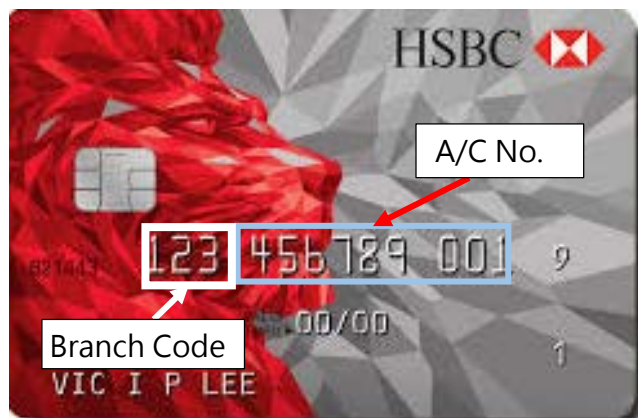 HSBC
A/C No.
123 456789 001 9
00/00
Branch Code
1
VIC I P LEE